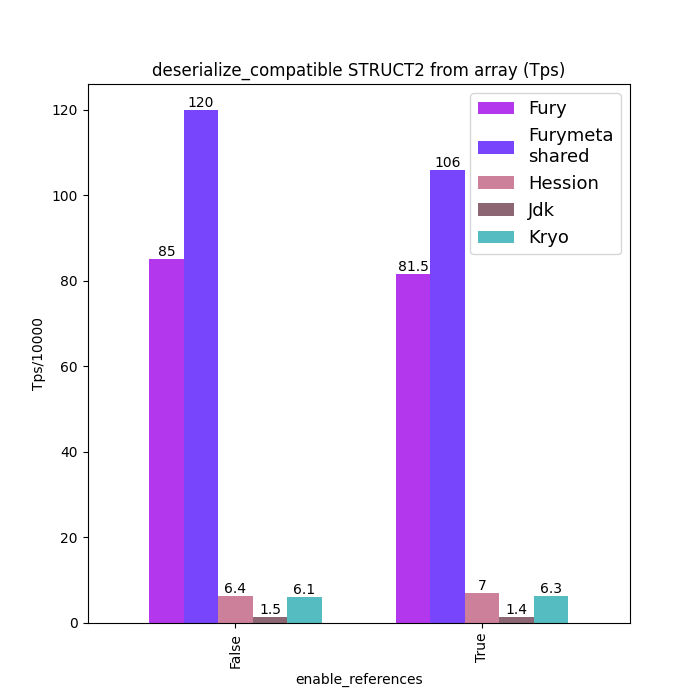 deserialize_compatible STRUCT2 from array (Tps)
Fury
Furymeta
shared
Hession
Jdk
Kryo
120
100
80
60
40
20
0
Tps/10000
85
120
6.4
1.5
6.1
81.5
106
7
1.4
6.3
False
True
enable_references